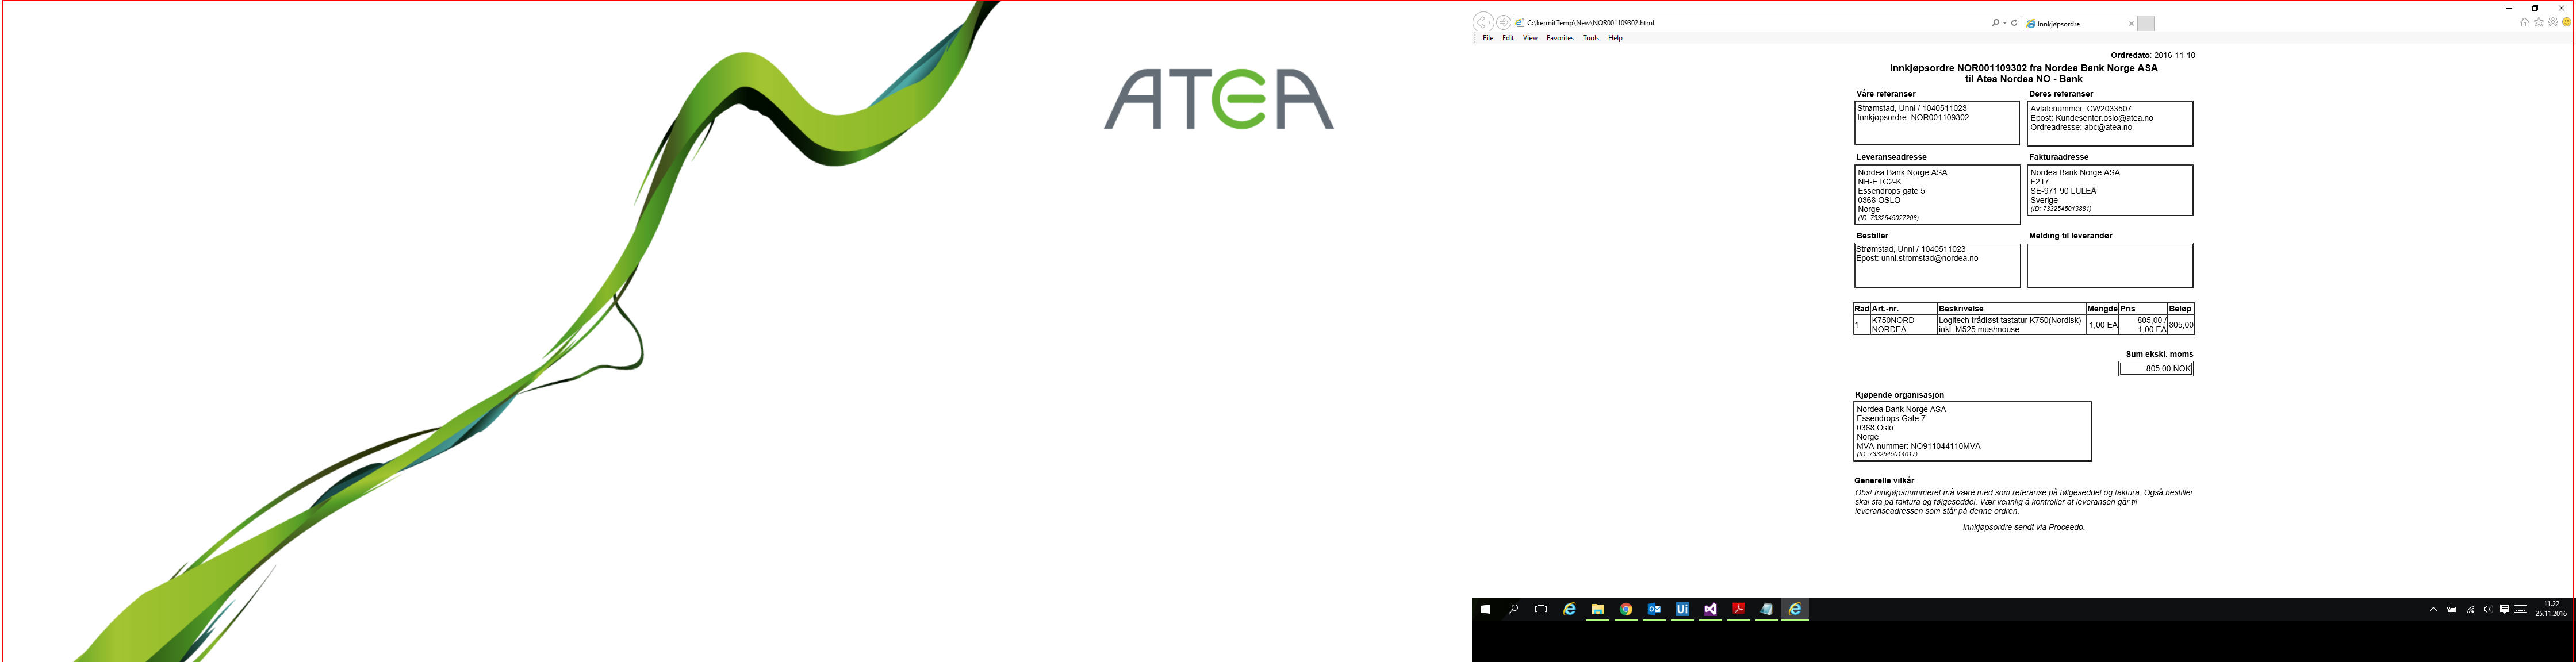 ATEA
C:\kermitTemp\New\NOR001109302.html
Innkjøpsordre
File Edit View Favorites Tools Help
Ordredato: 2016-11-10
Innkjøpsordre NOR001109302 fra Nordea Bank Norge ASA
til Atea Nordea NO - Bank
Våre referanser
Strømstad, Unni / 1040511023
Innkjøpsordre: NOR001109302
Deres referanser
Avtalenummer: CW2033507
Epost: Kundesenter.oslo@atea.no
Ordreadresse: abc@atea.no
Leveranseadresse
Nordea Bank Norge ASA
NH-ETG2-K
Essendrops gate 5
0368 OSLO
Norge
(ID: 7332545027208)
Fakturaadresse
Nordea Bank Norge ASA
F217
SE-971 90 LULEÅ
Sverige
(ID: 7332545013881)
Bestiller
Strømstad, Unni / 1040511023
Epost: unni.stromstad@nordea.no
Melding til leverandør
Rad Art.-nr. Beskrivelse Mengde Pris Beløp
1 K750NORD-NORDEA Logitech trådløst tastatur K750(Nordisk) inkl. M525 mus/mouse 1,00 EA 805,00 / 1,00 EA 805,00
Sum ekskl. moms
805,00 NOK
Kjøpende organisasjon
Nordea Bank Norge ASA
Essendrops Gate 7
0368 Oslo
Norge
MVA-nummer: NO911044110MVA
(ID: 7332545014017)
Generelle vilkår
Obs! Innkjøpsnummeret må være med som referanse på følgeseddel og faktura. Også bestiller
skal stå på faktura og følgeseddel. Vær vennlig å kontroller at leveransen går til
leveranseadressen som står på denne ordren.
Innkjøpsordre sendt via Proceedo.
Ui
11.22
25.11.2016